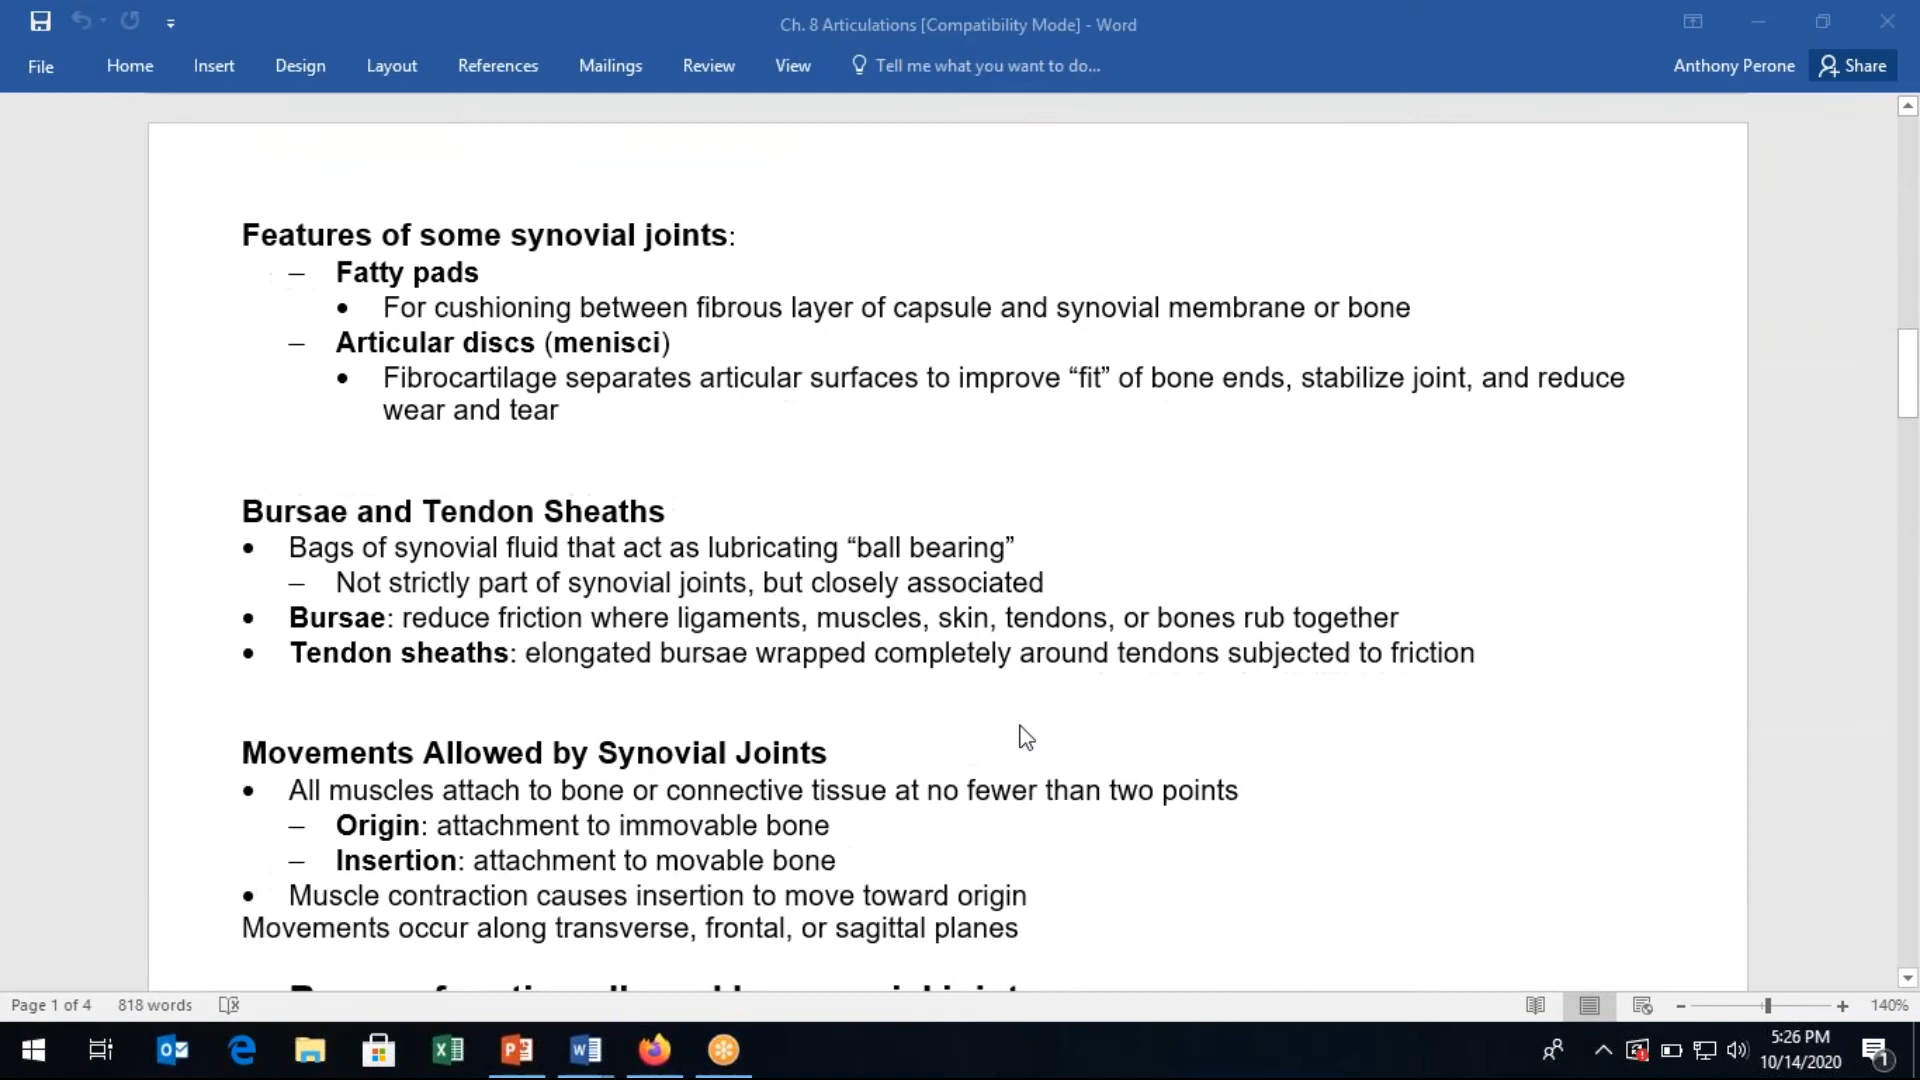 Ch. 8 Articulations [Compatibility Mode] - Word
File Home Insert Design Layout References Mailings Review View Tell me what you want to do... Anthony Perone Share
Features of some synovial joints:
– Fatty pads
• For cushioning between fibrous layer of capsule and synovial membrane or bone
– Articular discs (menisci)
• Fibrocartilage separates articular surfaces to improve “fit” of bone ends, stabilize joint, and reduce
wear and tear
Bursae and Tendon Sheaths
• Bags of synovial fluid that act as lubricating “ball bearing”
– Not strictly part of synovial joints, but closely associated
• Bursae: reduce friction where ligaments, muscles, skin, tendons, or bones rub together
• Tendon sheaths: elongated bursae wrapped completely around tendons subjected to friction
Movements Allowed by Synovial Joints
• All muscles attach to bone or connective tissue at no fewer than two points
– Origin: attachment to immovable bone
– Insertion: attachment to movable bone
• Muscle contraction causes insertion to move toward origin
Movements occur along transverse, frontal, or sagittal planes
Page 1 of 4 818 words 140%
5:26 PM
10/14/2020 1